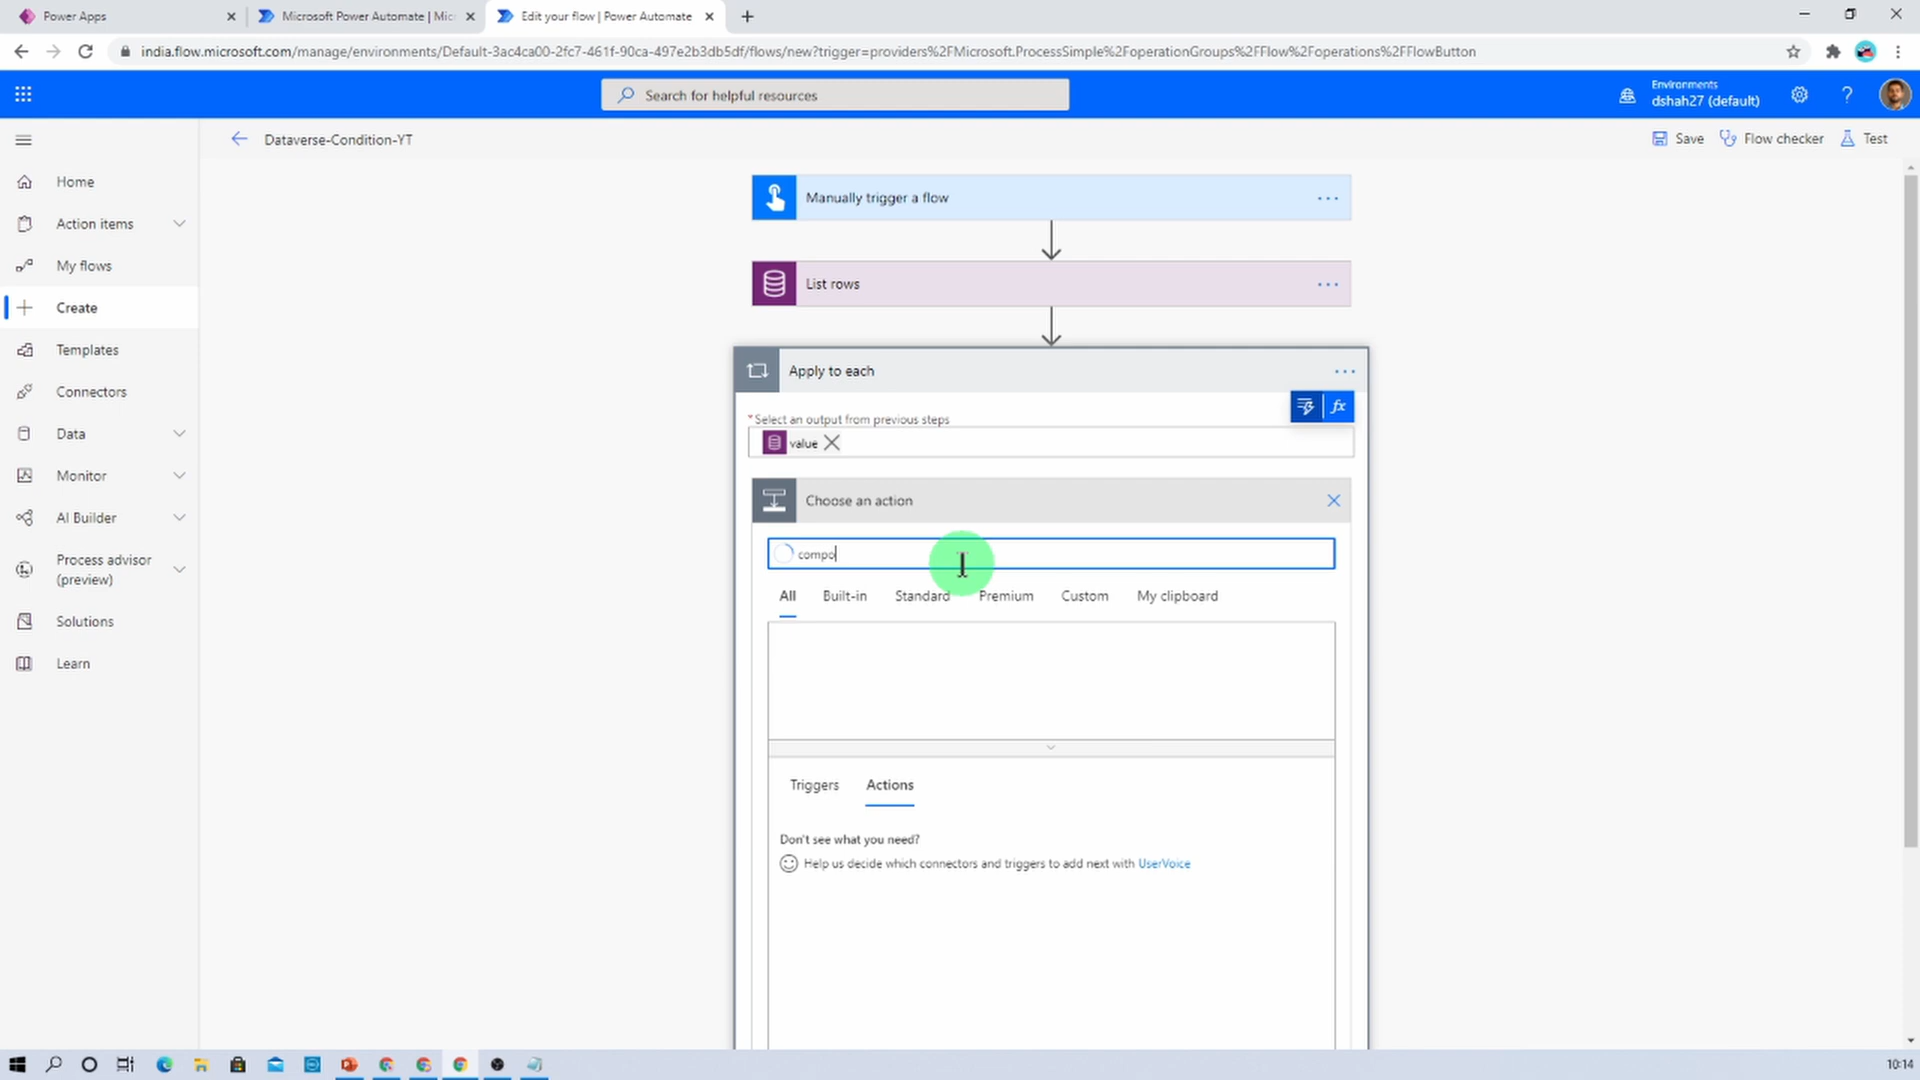 Power Apps
Microsoft Power Automate | Mic
Edit your flow | Power Automate
india.flow.microsoft.com/manage/environments/Default-3ac4ca00-2fc7-461f-90ca-497e2b3db5df/flows/new?trigger=providers%2FMicrosoft.ProcessSimple%2FoperationGroups%2FFlow%2Foperations%2FFlowButton
Search for helpful resources
Environments
dshah27 (default)
Dataverse-Condition-YT
Save
Flow checker
Test
Home
Action items
My flows
Create
Templates
Connectors
Data
Monitor
AI Builder
Process advisor
(preview)
Solutions
Learn
Manually trigger a flow
List rows
Apply to each
fx
*Select an output from previous steps
value
Choose an action
compo
All
Built-in
Standard
Premium
Custom
My clipboard
Triggers
Actions
Don't see what you need?
Help us decide which connectors and triggers to add next with UserVoice
10:14